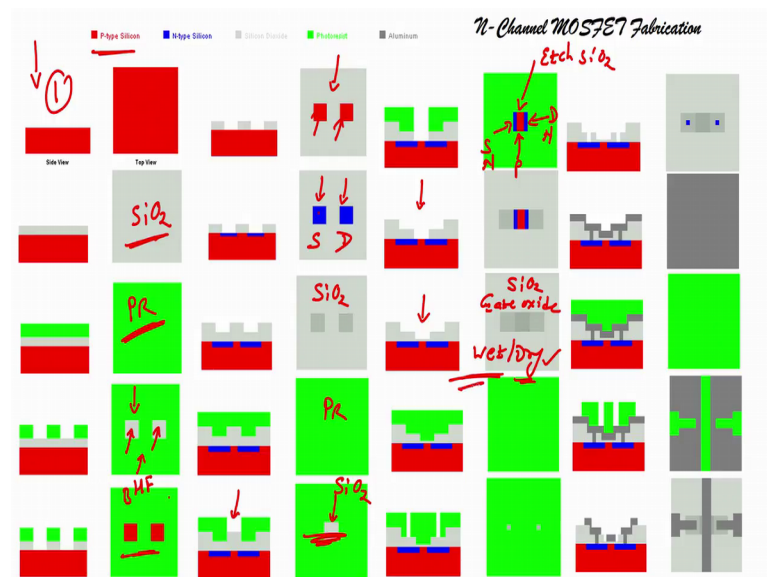 N-Channel MOSFET Fabrication
P-type Silicon
N-type Silicon
Silicon Dioxide
Photoresist
Aluminum
1
Side View
Top View
Etch SiO2
S
N
P
D
N
SiO2
S D
PR
SiO2
SiO2
Gate oxide
Wet/Dry
BHF
PR
SiO2